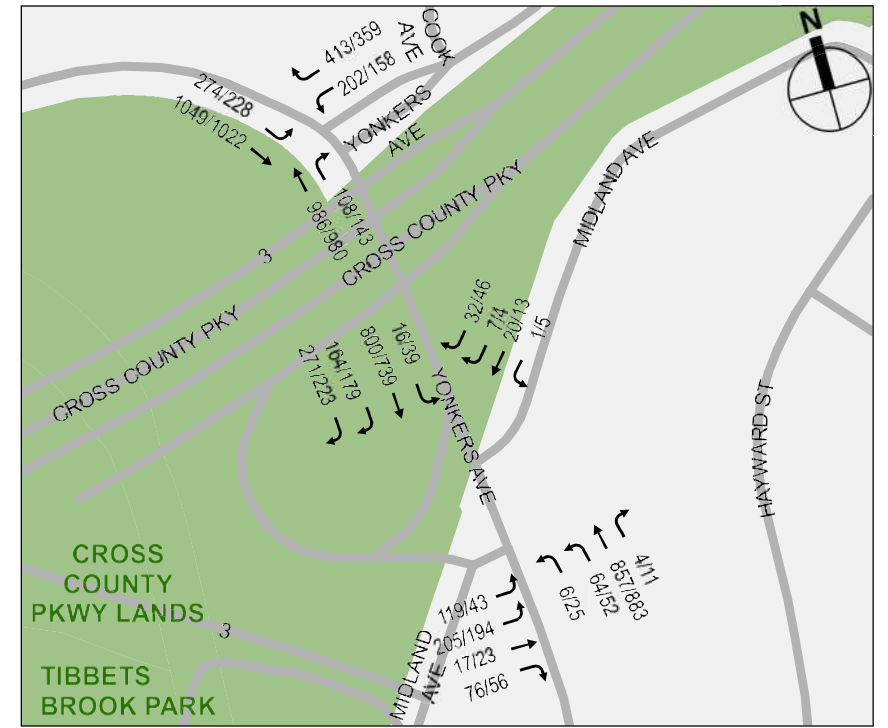 N
COOK
AVE
413/359
202/158
274/228
1049/1022
YONKERS
AVE
MIDLAND AVE
108/143
986/980
CROSS COUNTY PKY
3
CROSS COUNTY PKY
32/46
7/4
20/13
1/5
16/39
800/739
164/179
271/223
YONKERS AVE
HAYWARD ST
4/11
857/883
64/52
6/25
CROSS
COUNTY
PKWY LANDS
3
119/43
205/194
17/23
76/56
MIDLAND
AVE
TIBBETS
BROOK PARK